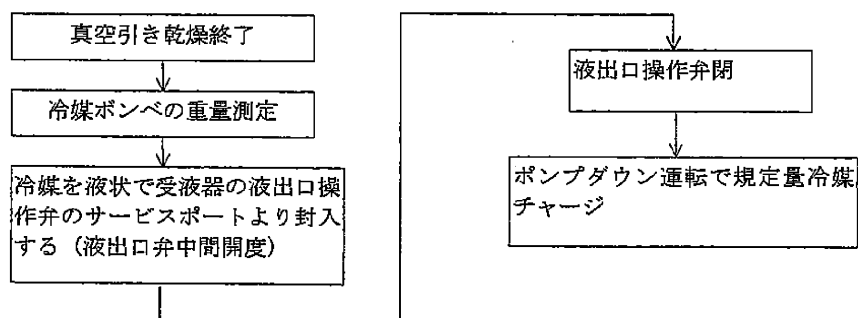 真空引き乾燥終了
冷媒ボンベの重量測定
冷媒を液状で受液器の液出口操
作弁のサービスポートより封入
する（液出口弁中間開度）
液出口操作弁閉
ポンプダウン運転で規定量冷媒
チャージ